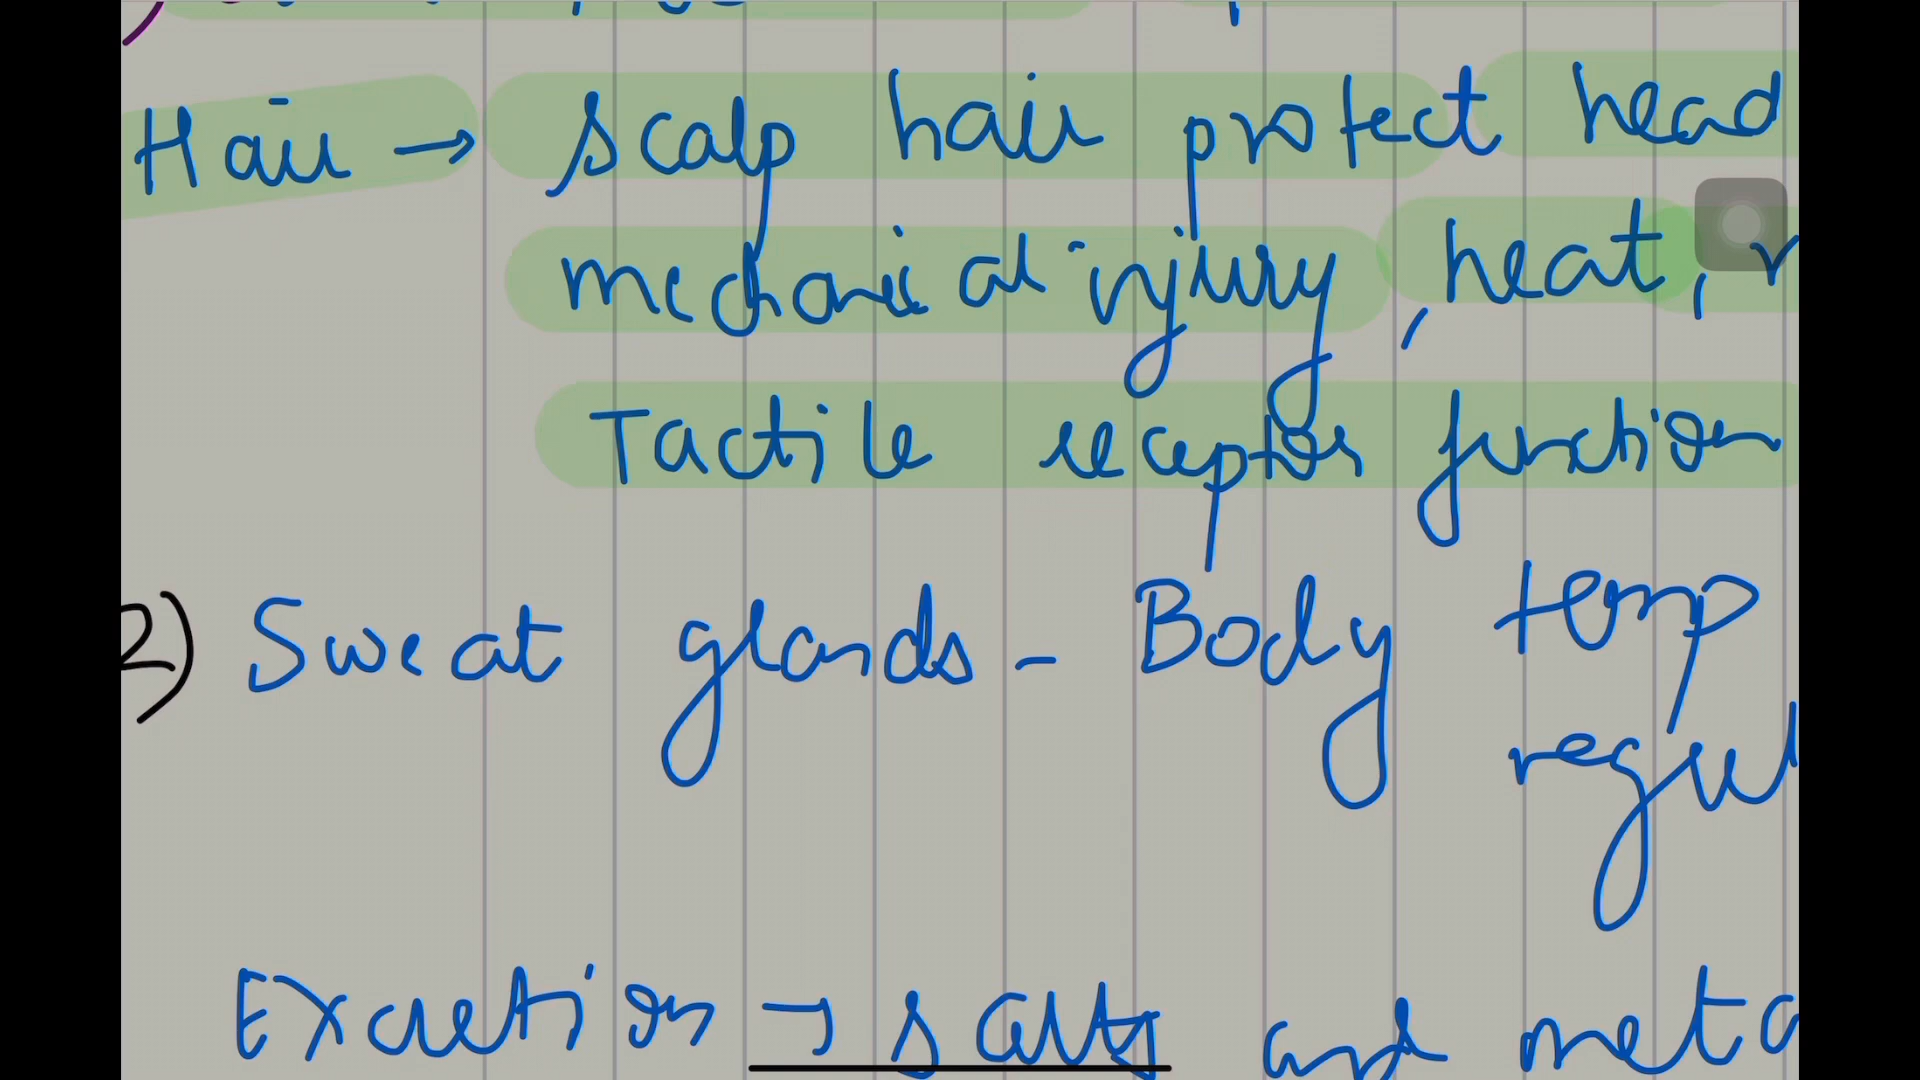 Hair → scalp hair protect head
mechanical injury, heat,
Tactile receptor function
2) Sweat glands - Body temp
regul
Excretion → salts and meta